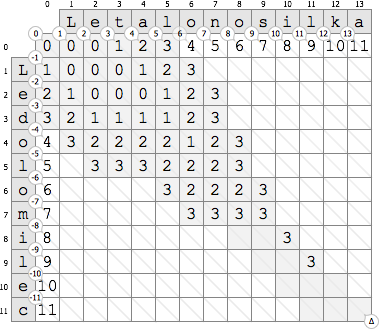 0 1 2 3 4 5 6 7 8 9 10 11 12 13
L e t a l o n o s i l k a
0 1 2 3 4 5 6 7 8 9 10 11 12 13
0 0 0 0 1 2 3 4 5 6 7 8 9 10 11
-1
1 L 1 0 0 0 1 2 3
-2
2 e 2 1 0 0 0 1 2 3
-3
3 d 3 2 1 1 1 1 2 3
-4
4 o 4 3 2 2 2 2 1 2 3
-5
5 l 5 3 3 3 2 2 2 3
-6
6 o 6 3 2 2 2 3
-7
7 m 7 3 3 3 3
-8
8 i 8 3
-9
9 l 9 3
-10
10 e 10
-11
11 c 11
Δ